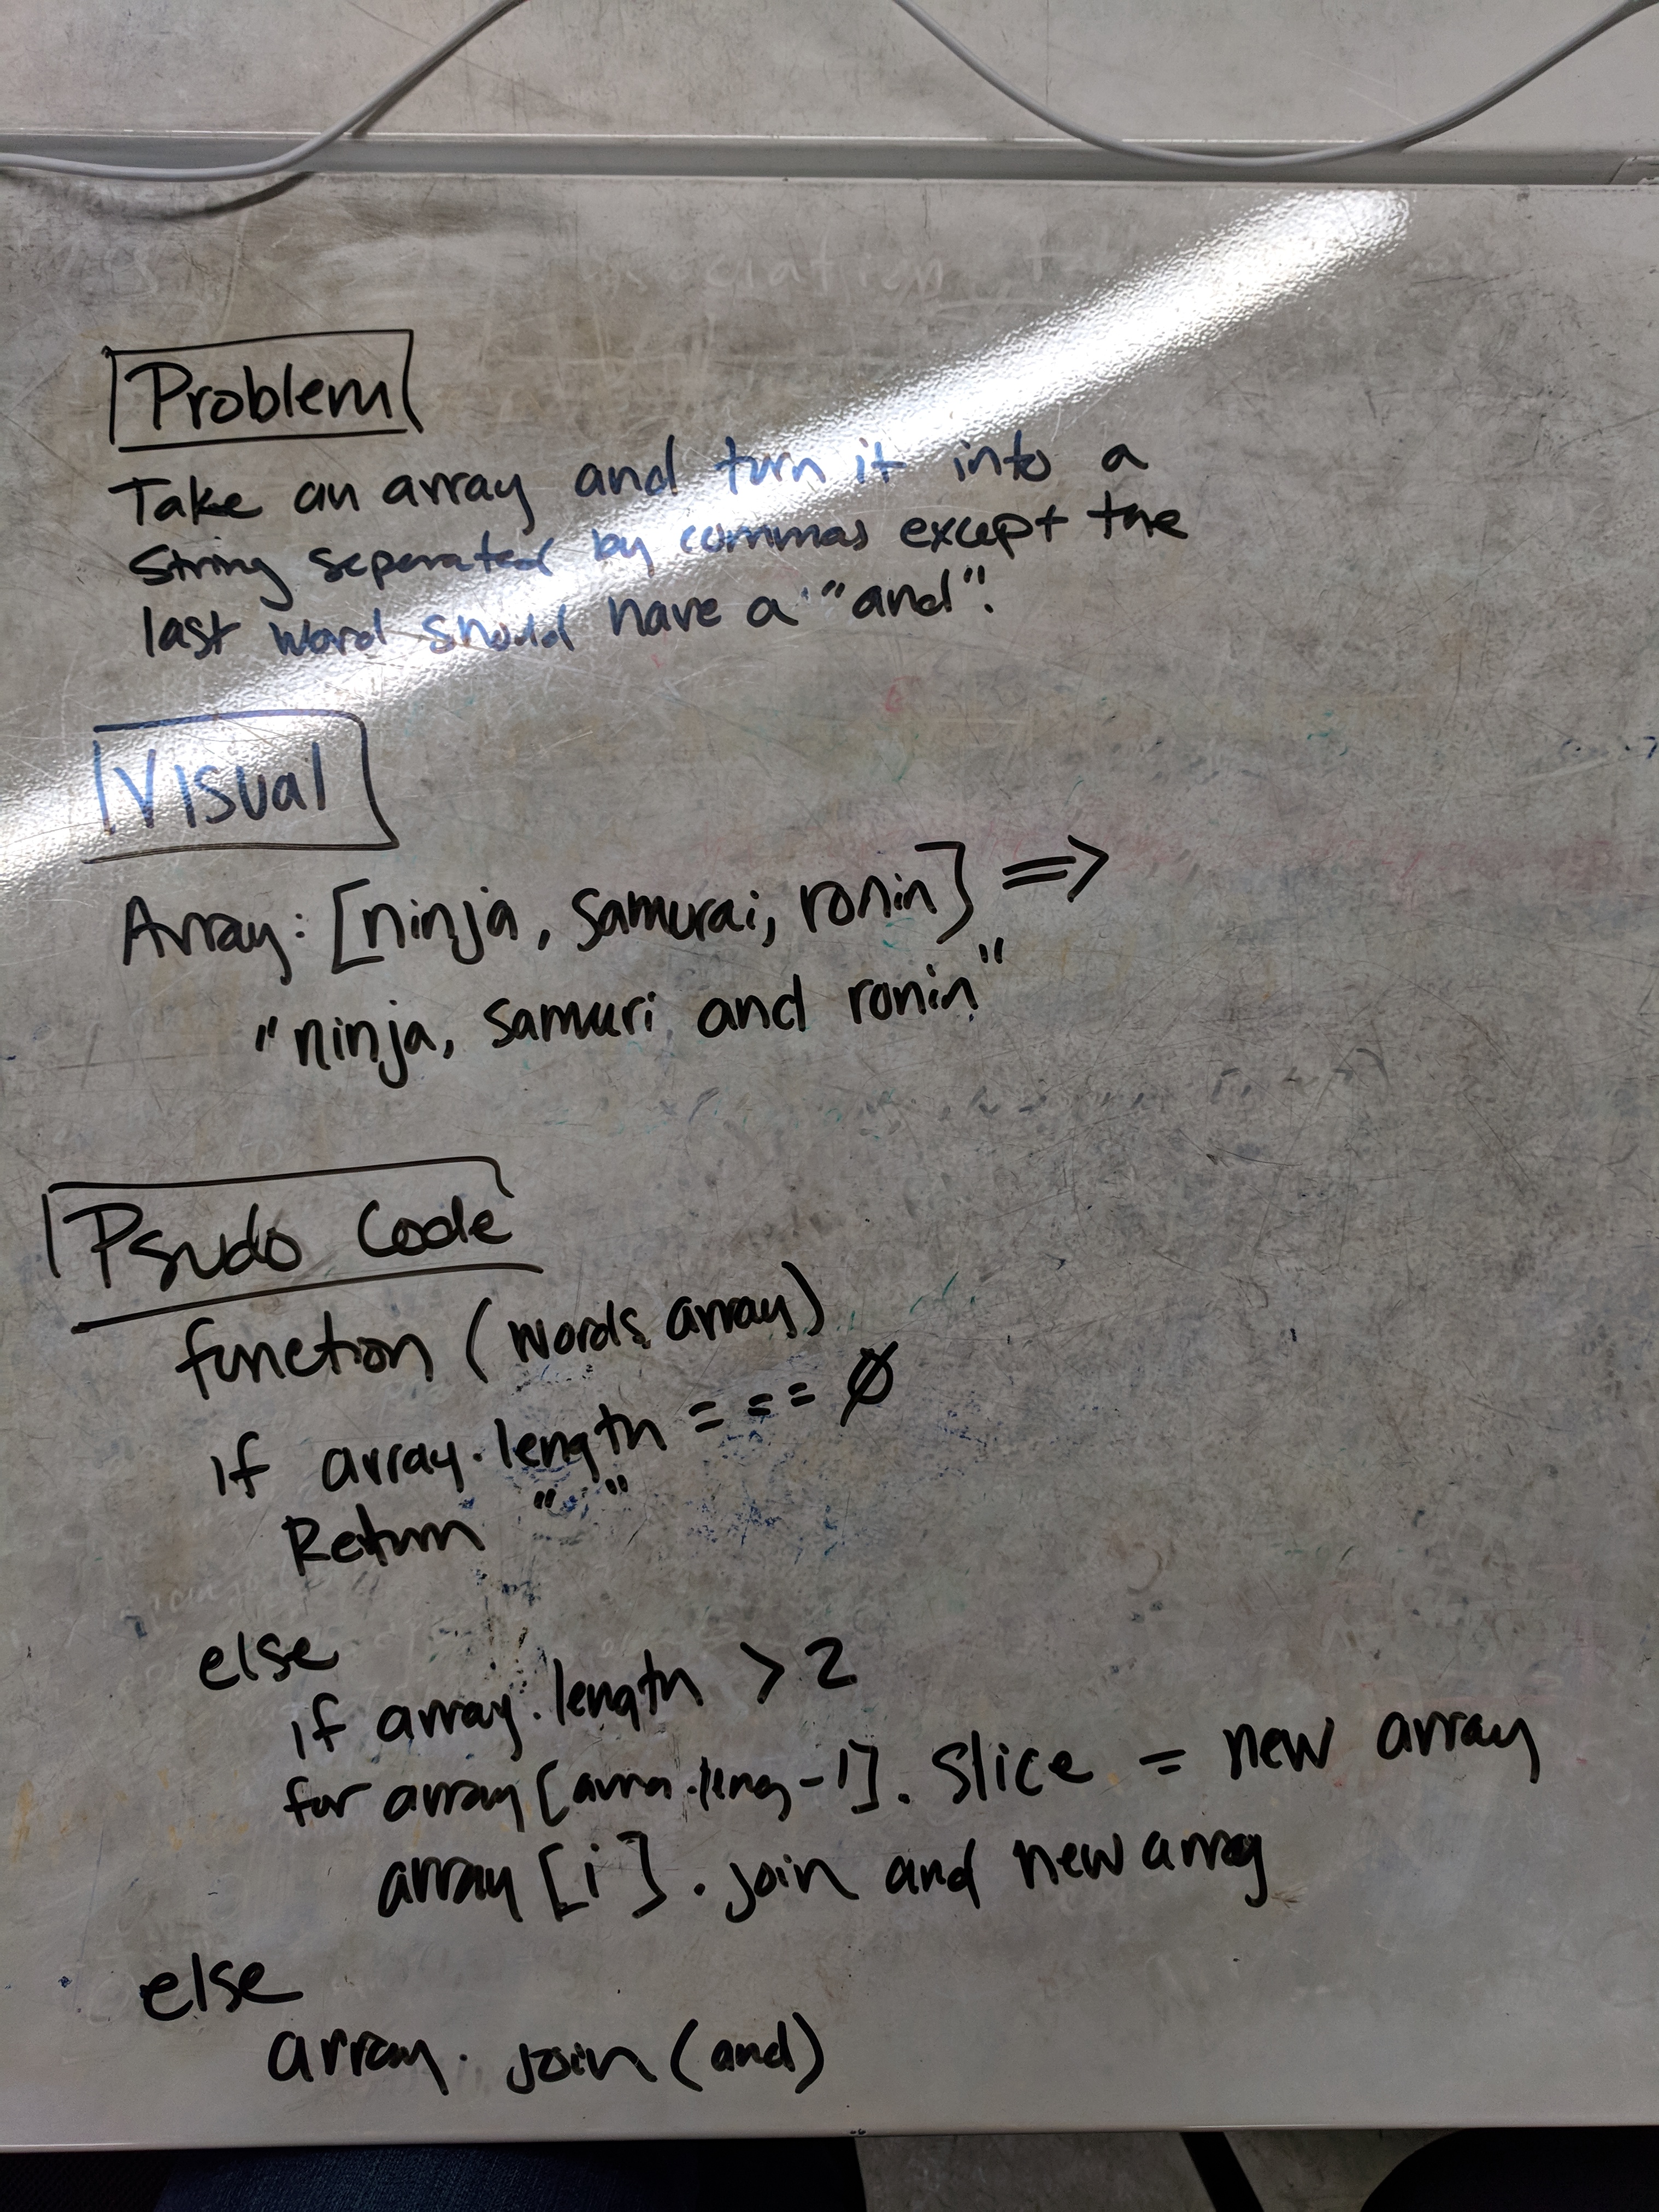 Problem
Take an array and turn it into a
string seperated by commas except the
last word should have a "and".
Visual
Array: [ninja, samurai, ronin] =>
"ninja, samuri and ronin"
Psudo Code
function (words array)
if array.length === Ø
Return " "
else
if array.length > 2
for array [arra.leng-1]. slice = new array
array [i]. join and new array
else
array. join (and)